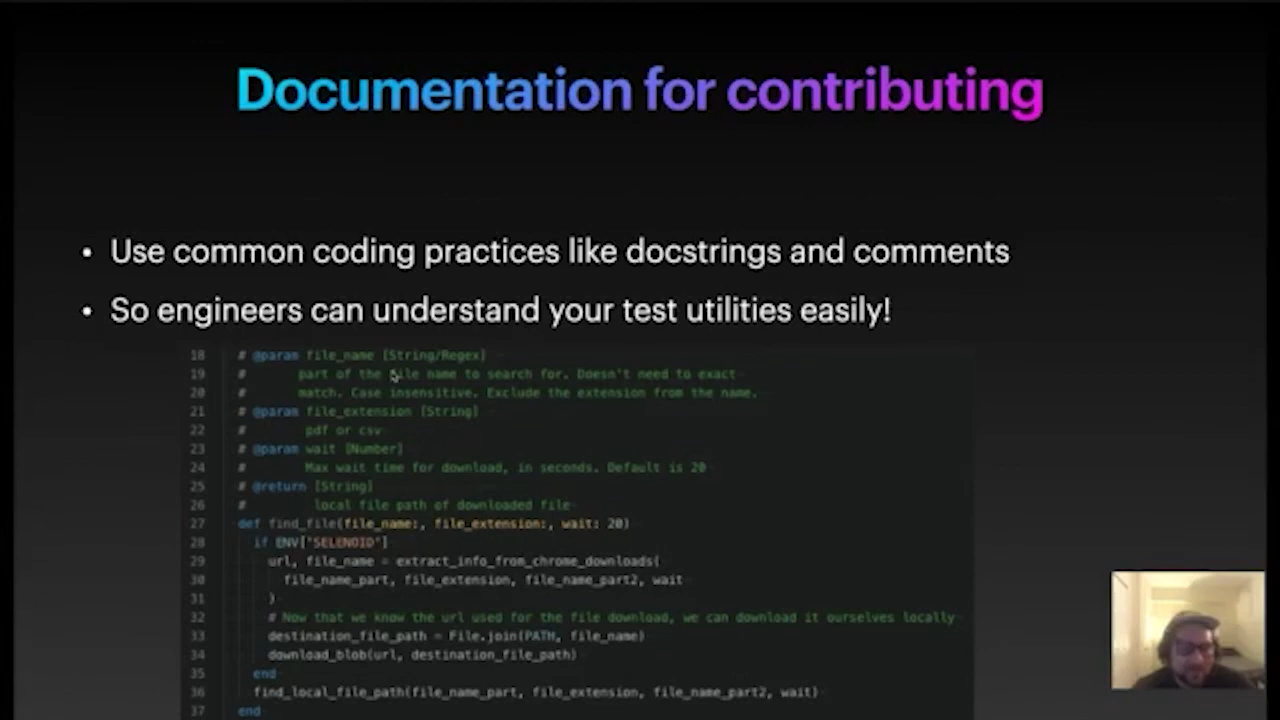 Documentation for contributing
• Use common coding practices like docstrings and comments
• So engineers can understand your test utilities easily!
18 # @param file_name [String/Regex]
19 # part of the file name to search for. Doesn't need to exact
20 # match. Case insensitive. Exclude the extension from the name.
21 # @param file_extension [String]
22 # pdf or csv
23 # @param wait [Number]
24 # Max wait time for download, in seconds. Default is 20
25 # @return [String]
26 # local file path of downloaded file
27 def find_file(file_name:, file_extension:, wait: 20)
28 if ENV["SELENOID"]
29 url, file_name = extract_info_from_chrome_downloads(
30 file_name_part, file_extension, file_name_part2, wait
31 )
32 # Now that we know the url used for the file download, we can download it ourselves locally
33 destination_file_path = File.join(PATH, file_name)
34 download_blob(url, destination_file_path)
35 end
36 find_local_file_path(file_name_part, file_extension, file_name_part2, wait)
37 end